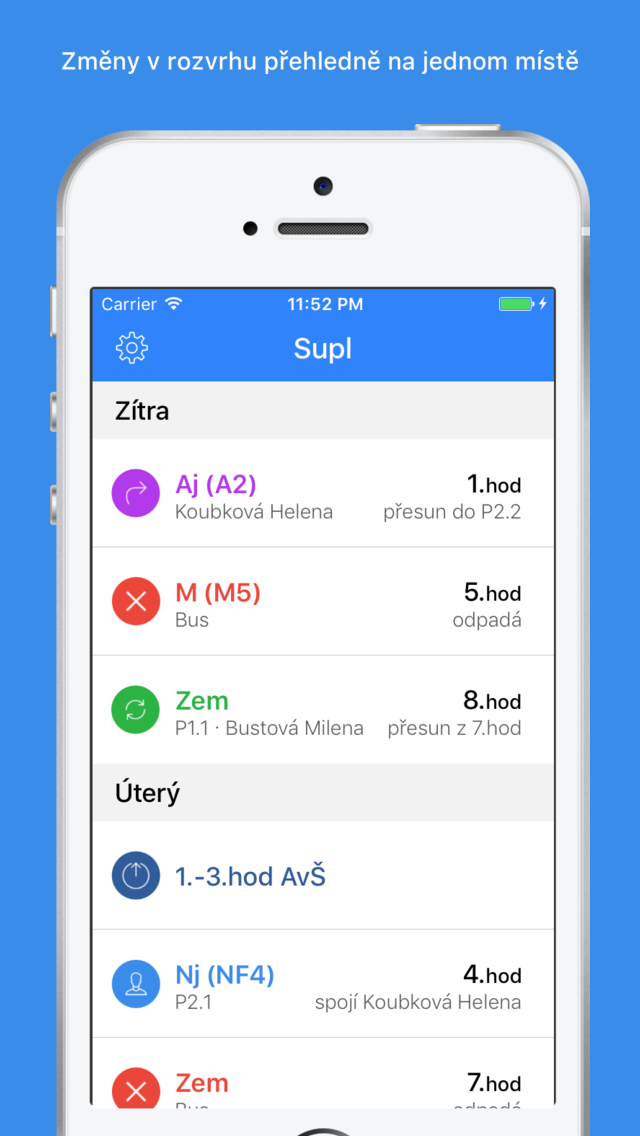 Změny v rozvrhu přehledně na jednom místě
Carrier 11:52 PM
Supl
Zítra
Aj (A2) 1.hod
Koubková Helena přesun do P2.2
M (M5) 5.hod
Bus odpadá
Zem 8.hod
P1.1 · Bustová Milena přesun z 7.hod
Úterý
1.-3.hod AvŠ
Nj (NF4) 4.hod
P2.1 spojí Koubková Helena
Zem 7.hod